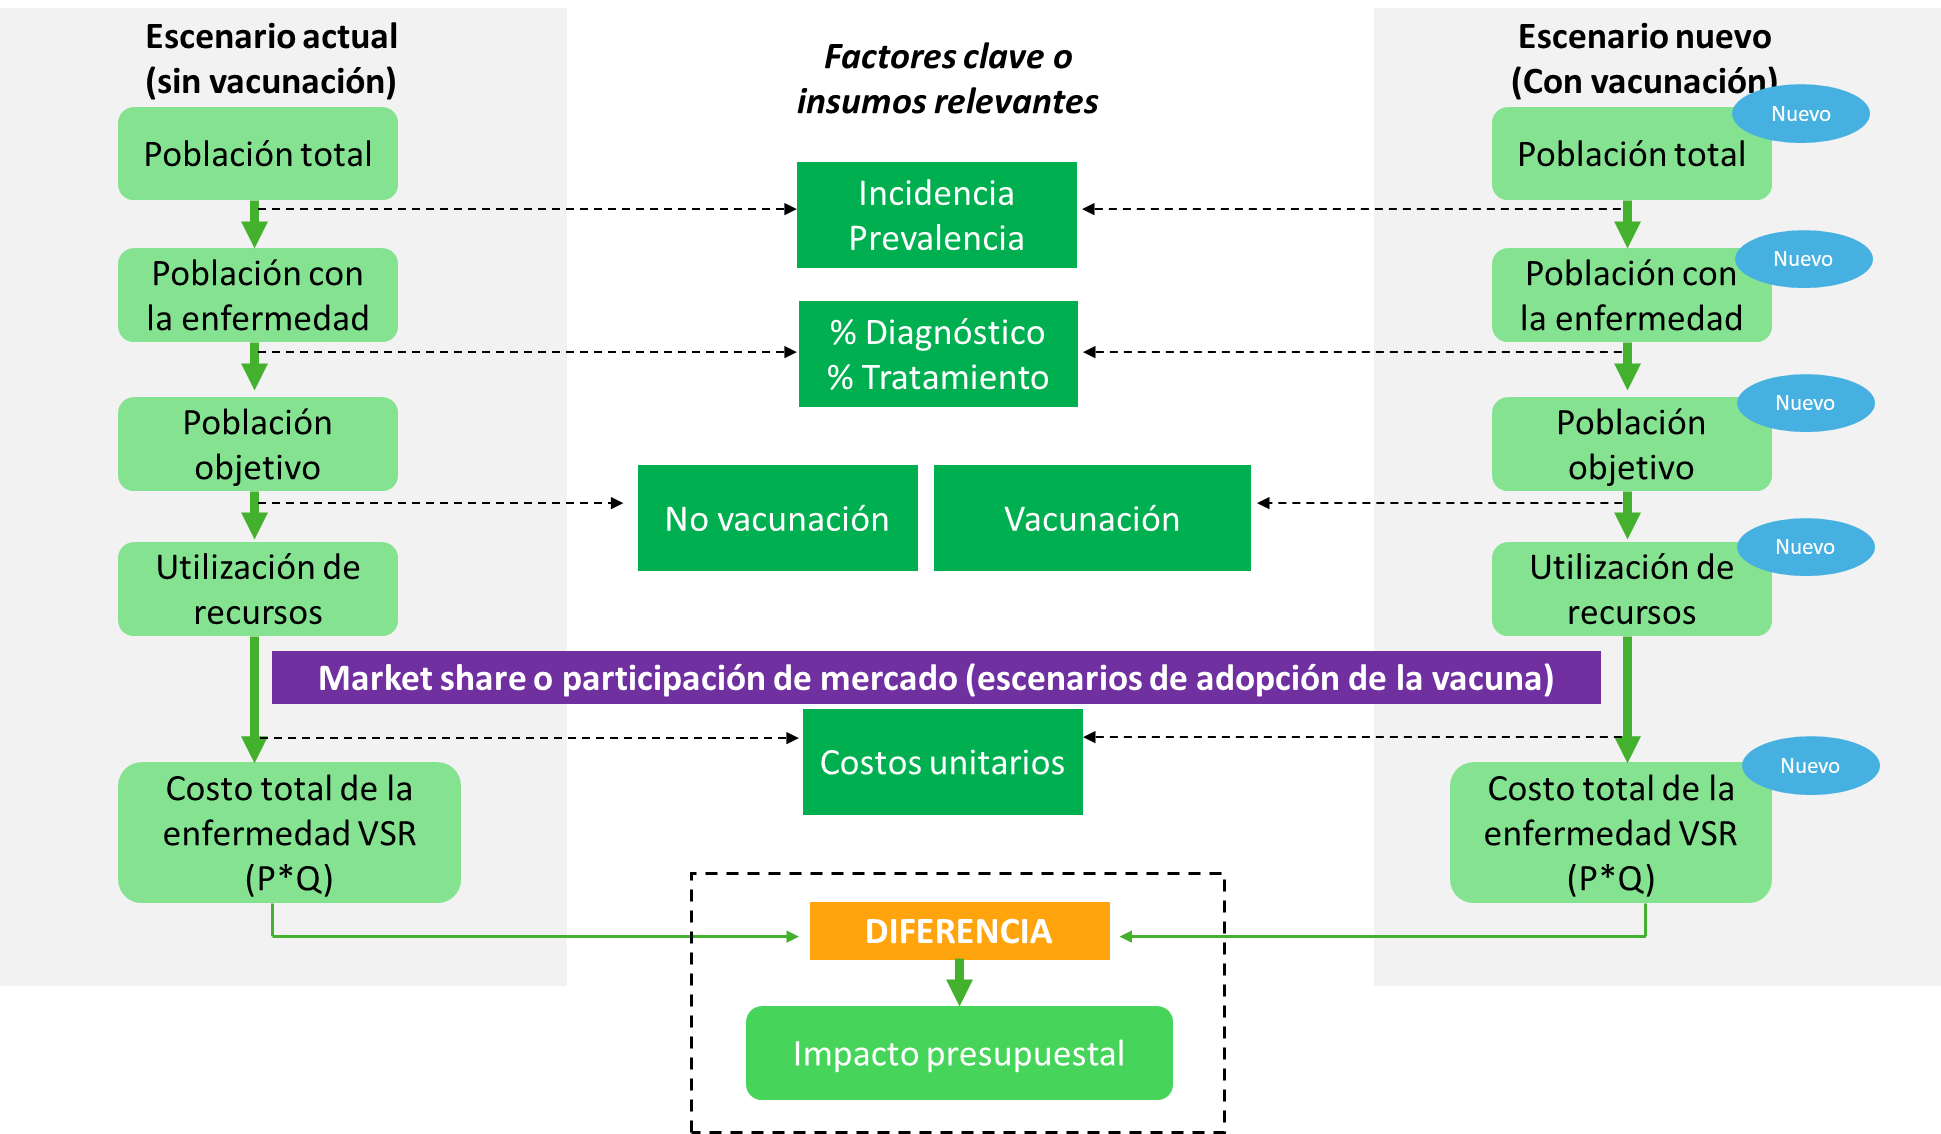 Escenario actual
(sin vacunación)
Población total
Población con
la enfermedad
Población
objetivo
Utilización de
recursos
Costo total de la
enfermedad VSR
(P*Q)
Factores clave o
insumos relevantes
Incidencia
Prevalencia
% Diagnóstico
% Tratamiento
No vacunación
Vacunación
Market share o participación de mercado (escenarios de adopción de la vacuna)
Costos unitarios
DIFERENCIA
Impacto presupuestal
Escenario nuevo
(Con vacunación)
Nuevo
Población total
Nuevo
Población con
la enfermedad
Nuevo
Población
objetivo
Nuevo
Utilización de
recursos
Nuevo
Costo total de la
enfermedad VSR
(P*Q)